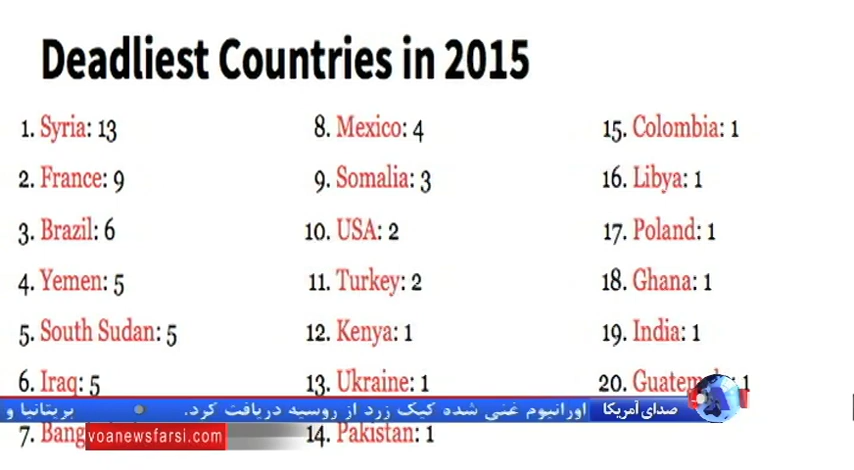 Deadliest Countries in 2015
1. Syria: 13
2. France: 9
3. Brazil: 6
4. Yemen: 5
5. South Sudan: 5
6. Iraq: 5
7.
8. Mexico: 4
9. Somalia: 3
10. USA: 2
11. Turkey: 2
12. Kenya: 1
13. Ukraine: 1
14. Pakistan: 1
15. Colombia: 1
16. Libya: 1
17. Poland: 1
18. Ghana: 1
19. India: 1
20. : 1
صدای آمریکا
اورانیوم غنی شده کیک زرد از روسیه دریافت کرد. بریتانیا و
voanewsfarsi.com